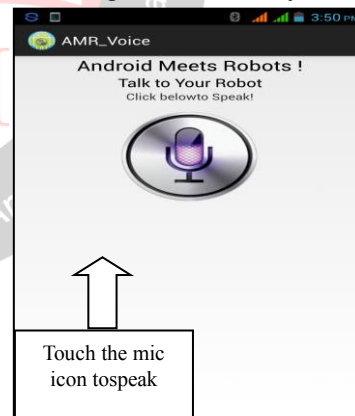 3:50 PM
AMR_Voice
Android Meets Robots !
Talk to Your Robot
Click belowto Speak!
Touch the mic
icon tospeak